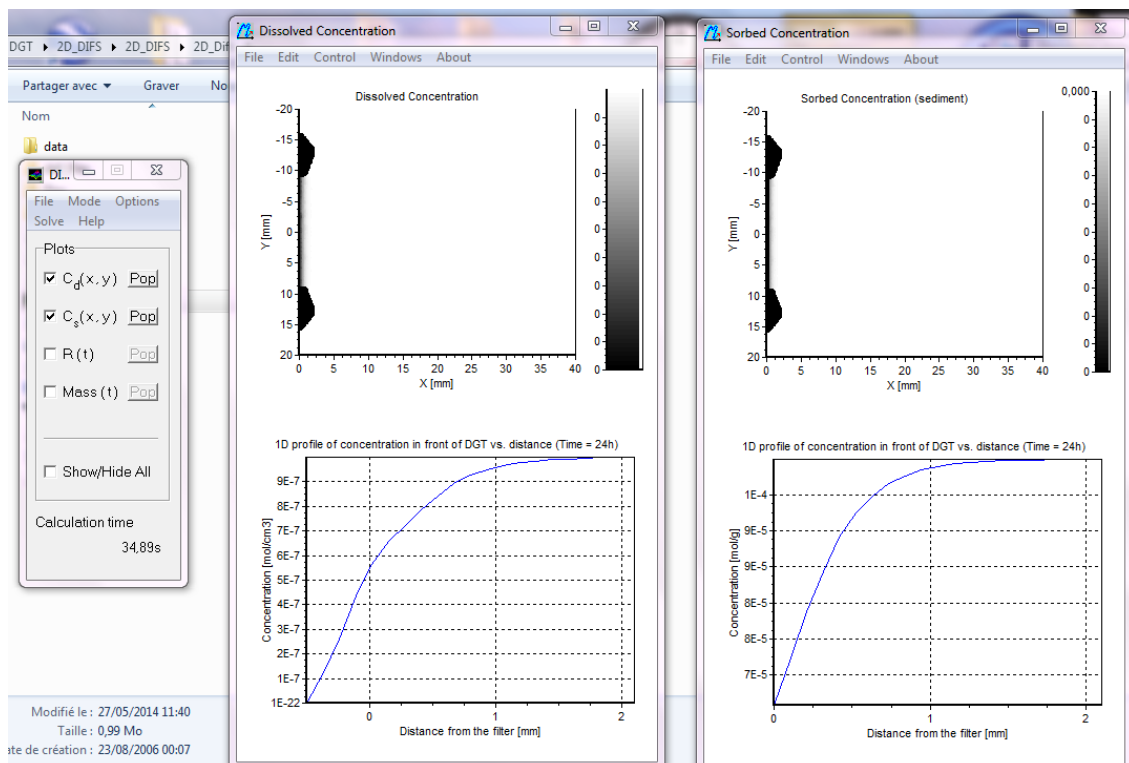 DGT ▸ 2D_DIFS ▸ 2D_DIFS ▸ 2D_Dif
Partager avec ▼ Graver No
Nom
data
DI...
File Mode Options
Solve Help
Plots
Cd(x,y) Pop
Cs(x,y) Pop
R(t) Pop
Mass(t) Pop
Show/Hide All
Calculation time
34,89s
Modifié le : 27/05/2014 11:40
Taille : 0,99 Mo
ate de création : 23/08/2006 00:07
Dissolved Concentration
File Edit Control Windows About
Dissolved Concentration
-20
-15
-10
-5
0
5
10
15
20
Y [mm]
0 5 10 15 20 25 30 35 40
X [mm]
0
0
0
0
0
0
0
0
0
0
1D profile of concentration in front of DGT vs. distance (Time = 24h)
9E-7
8E-7
7E-7
6E-7
5E-7
4E-7
3E-7
2E-7
1E-7
1E-22
Concentration [mol/cm3]
0 1 2
Distance from the filter [mm]
Sorbed Concentration
File Edit Control Windows About
Sorbed Concentration (sediment)
-20
-15
-10
-5
0
5
10
15
20
Y [mm]
0 5 10 15 20 25 30 35 40
X [mm]
0,000
0
0
0
0
0
0
0
0
0
0
1D profile of concentration in front of DGT vs. distance (Time = 24h)
1E-4
9E-5
9E-5
8E-5
8E-5
7E-5
Concentration [mol/g]
0 1 2
Distance from the filter [mm]